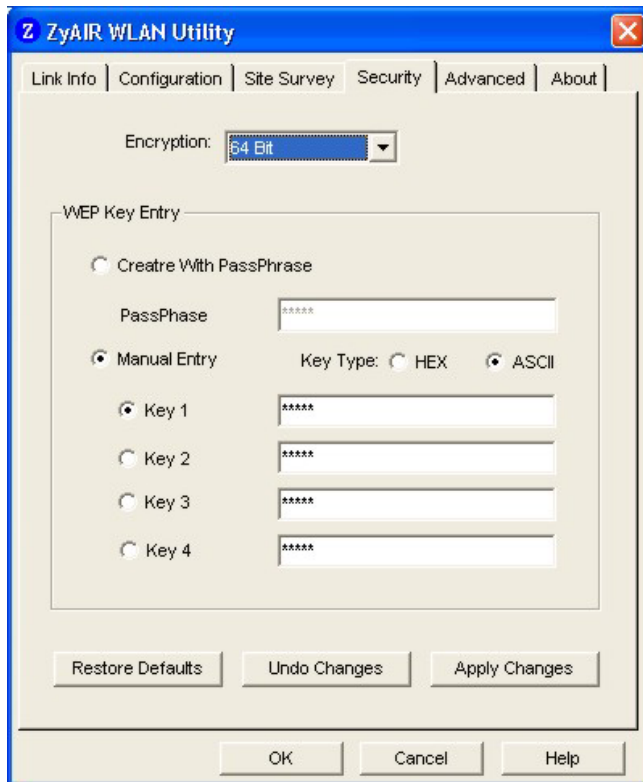 Z ZyAIR WLAN Utility
Link Info Configuration Site Survey Security Advanced About
Encryption: 64 Bit
WEP Key Entry
Creatre With PassPhrase
PassPhase *****
Manual Entry Key Type: HEX ASCII
Key 1 *****
Key 2 *****
Key 3 *****
Key 4 *****
Restore Defaults Undo Changes Apply Changes
OK Cancel Help